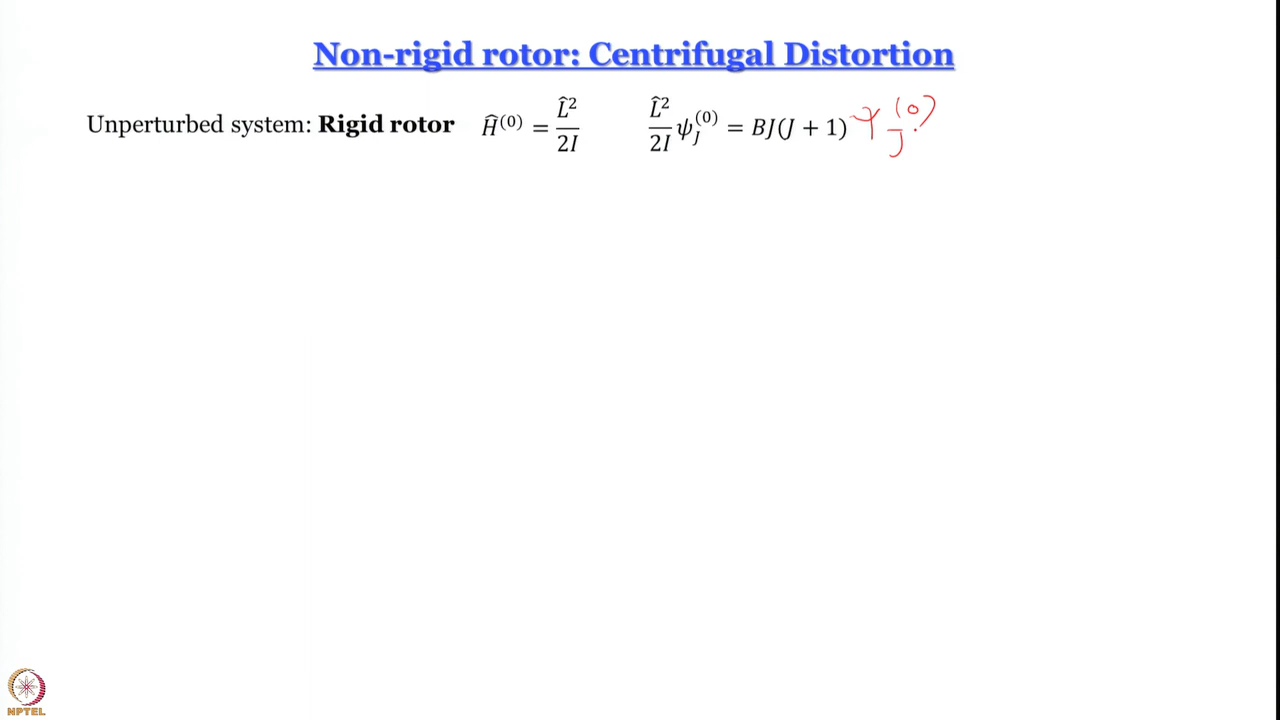 Non-rigid rotor: Centrifugal Distortion
Unperturbed system: Rigid rotor Ĥ⁽⁰⁾ = L̂²/2I L̂²/2I ψ_J⁽⁰⁾ = BJ(J + 1) ψ_J⁽⁰⁾
NPTEL